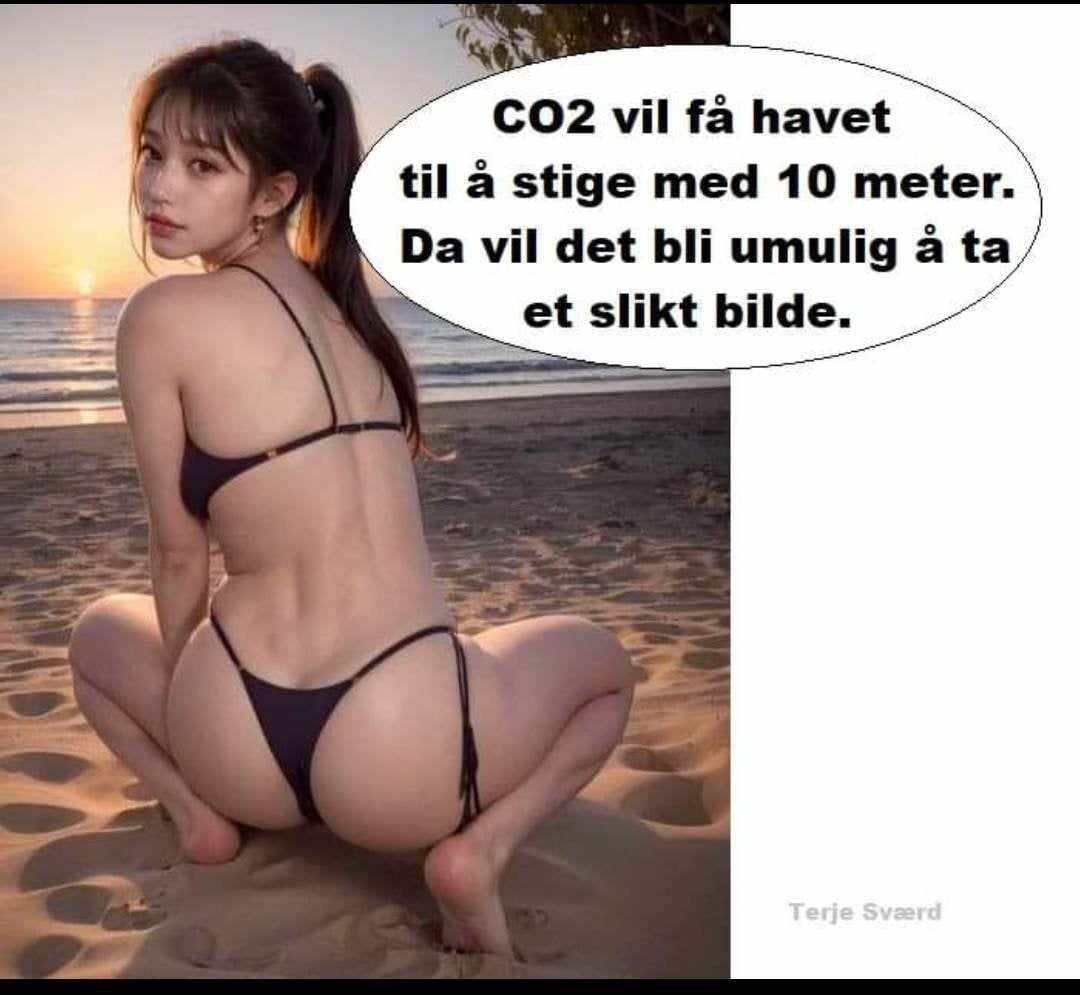 CO2 vil få havet
til å stige med 10 meter.
Da vil det bli umulig å ta
et slikt bilde.
Terje Sværd